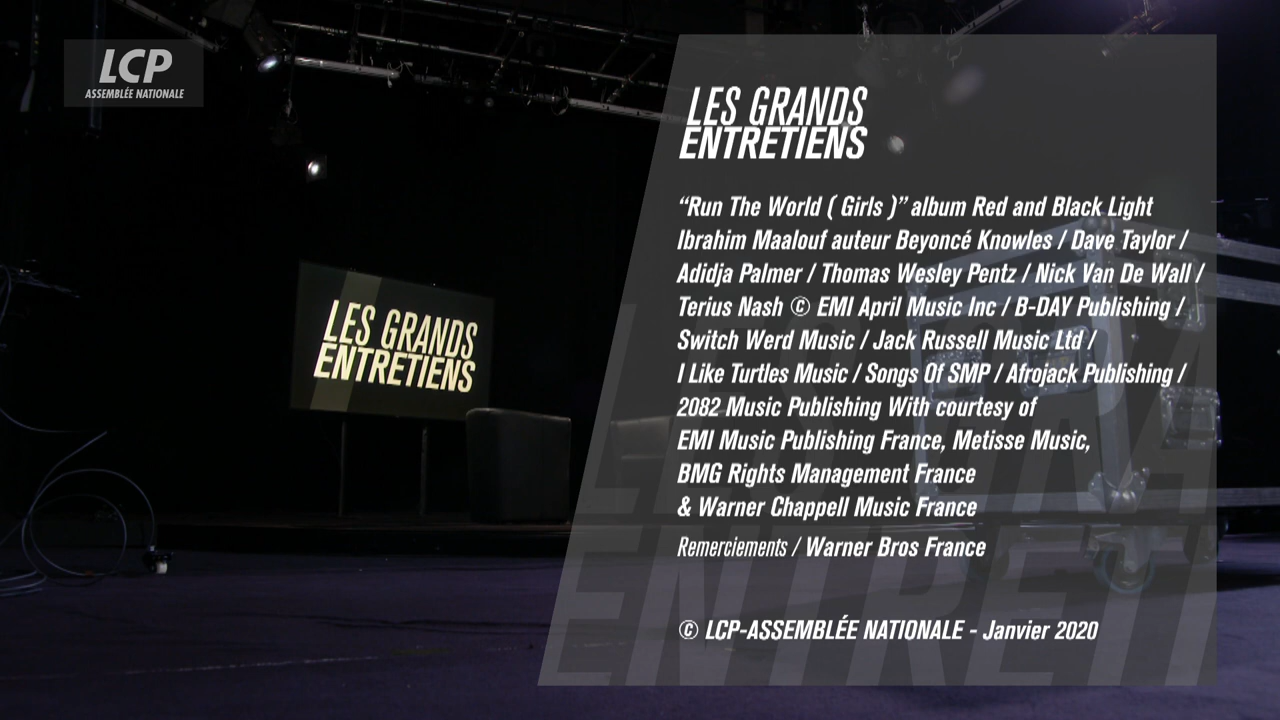 LCP
ASSEMBLÉE NATIONALE
LES GRANDS
ENTRETIENS
LES GRANDS
ENTRETIENS
“Run The World ( Girls )” album Red and Black Light
Ibrahim Maalouf auteur Beyoncé Knowles / Dave Taylor /
Adidja Palmer / Thomas Wesley Pentz / Nick Van De Wall /
Terius Nash © EMI April Music Inc / B-DAY Publishing /
Switch Werd Music / Jack Russell Music Ltd /
I Like Turtles Music / Songs Of SMP / Afrojack Publishing /
2082 Music Publishing With courtesy of
EMI Music Publishing France, Metisse Music,
BMG Rights Management France
& Warner Chappell Music France
Remerciements / Warner Bros France
© LCP-ASSEMBLÉE NATIONALE - Janvier 2020
LES GRA
ENTRETI